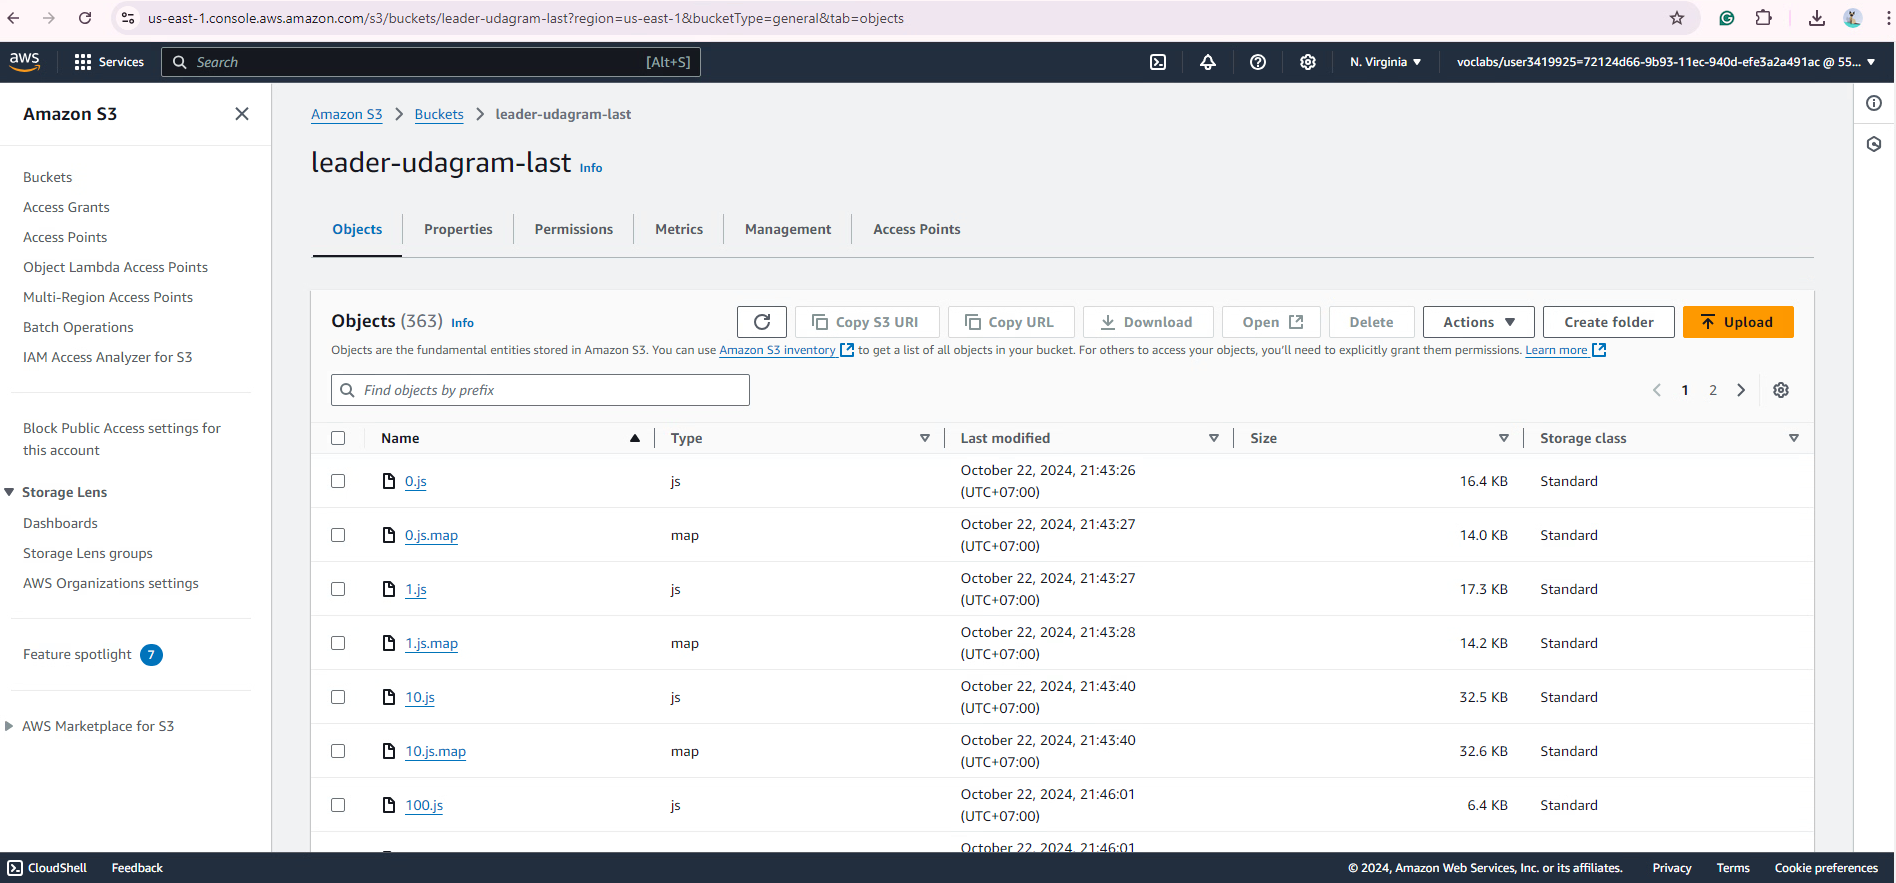 us-east-1.console.aws.amazon.com/s3/buckets/leader-udagram-last?region=us-east-1&bucketType=general&tab=objects
aws Services Search [Alt+S] N. Virginia voclabs/user3419925=72124d66-9b93-11ec-940d-efe3a2a491ac @ 55...
Amazon S3
Buckets
Access Grants
Access Points
Object Lambda Access Points
Multi-Region Access Points
Batch Operations
IAM Access Analyzer for S3
Block Public Access settings for
this account
Storage Lens
Dashboards
Storage Lens groups
AWS Organizations settings
Feature spotlight 7
AWS Marketplace for S3
Amazon S3 Buckets leader-udagram-last
leader-udagram-last Info
Objects Properties Permissions Metrics Management Access Points
Objects (363) Info Copy S3 URI Copy URL Download Open Delete Actions Create folder Upload
Objects are the fundamental entities stored in Amazon S3. You can use Amazon S3 inventory to get a list of all objects in your bucket. For others to access your objects, you'll need to explicitly grant them permissions. Learn more
Find objects by prefix 1 2
Name Type Last modified Size Storage class
0.js js October 22, 2024, 21:43:26 (UTC+07:00) 16.4 KB Standard
0.js.map map October 22, 2024, 21:43:27 (UTC+07:00) 14.0 KB Standard
1.js js October 22, 2024, 21:43:27 (UTC+07:00) 17.3 KB Standard
1.js.map map October 22, 2024, 21:43:28 (UTC+07:00) 14.2 KB Standard
10.js js October 22, 2024, 21:43:40 (UTC+07:00) 32.5 KB Standard
10.js.map map October 22, 2024, 21:43:40 (UTC+07:00) 32.6 KB Standard
100.js js October 22, 2024, 21:46:01 (UTC+07:00) 6.4 KB Standard
October 22, 2024, 21:46:01
CloudShell Feedback © 2024, Amazon Web Services, Inc. or its affiliates. Privacy Terms Cookie preferences